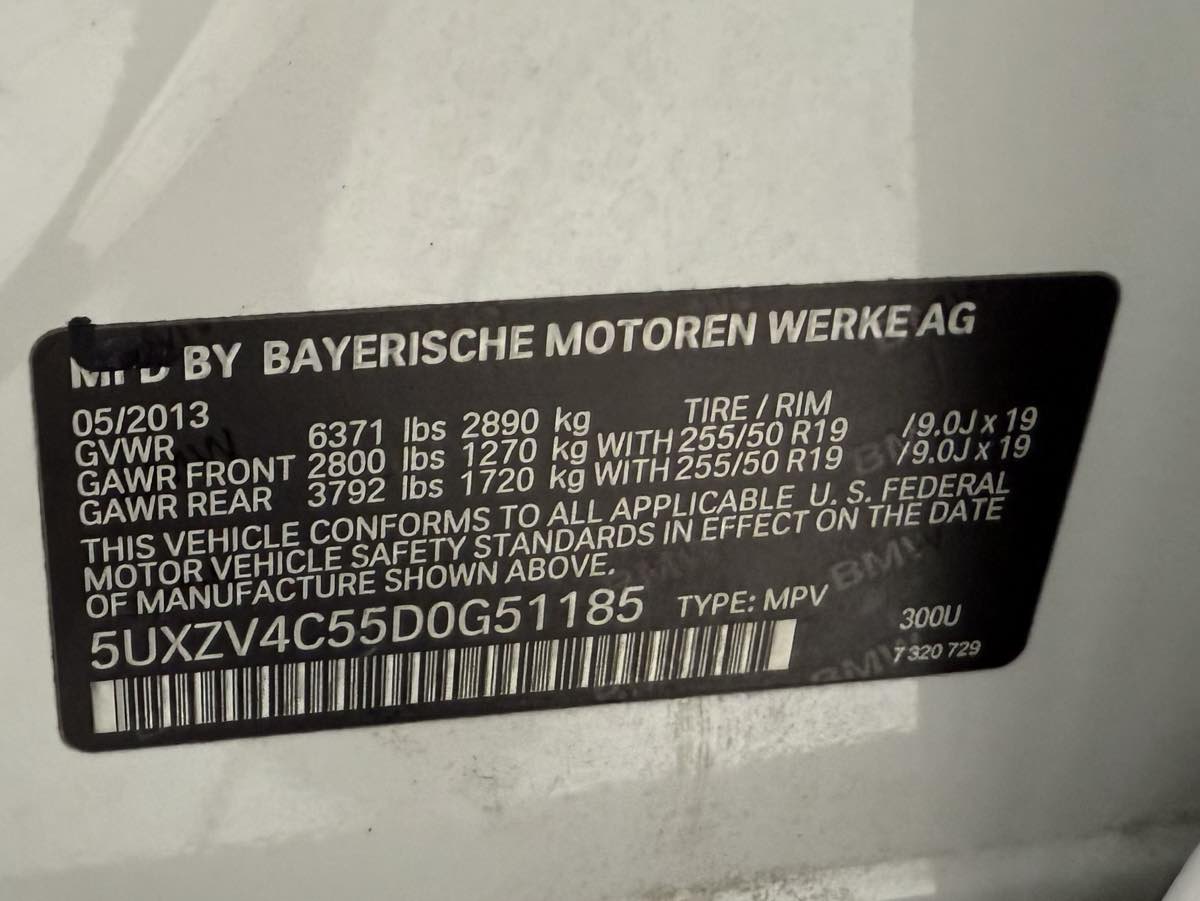 MFD BY BAYERISCHE MOTOREN WERKE AG
05/2013 TIRE / RIM
GVWR 6371 lbs 2890 kg
GAWR FRONT 2800 lbs 1270 kg WITH 255/50 R19 /9.0J x 19
GAWR REAR 3792 lbs 1720 kg WITH 255/50 R19 /9.0J x 19
THIS VEHICLE CONFORMS TO ALL APPLICABLE U. S. FEDERAL
MOTOR VEHICLE SAFETY STANDARDS IN EFFECT ON THE DATE
OF MANUFACTURE SHOWN ABOVE.
5UXZV4C55D0G51185 TYPE: MPV 300U
7 320 729
BMW
BMW
BMW